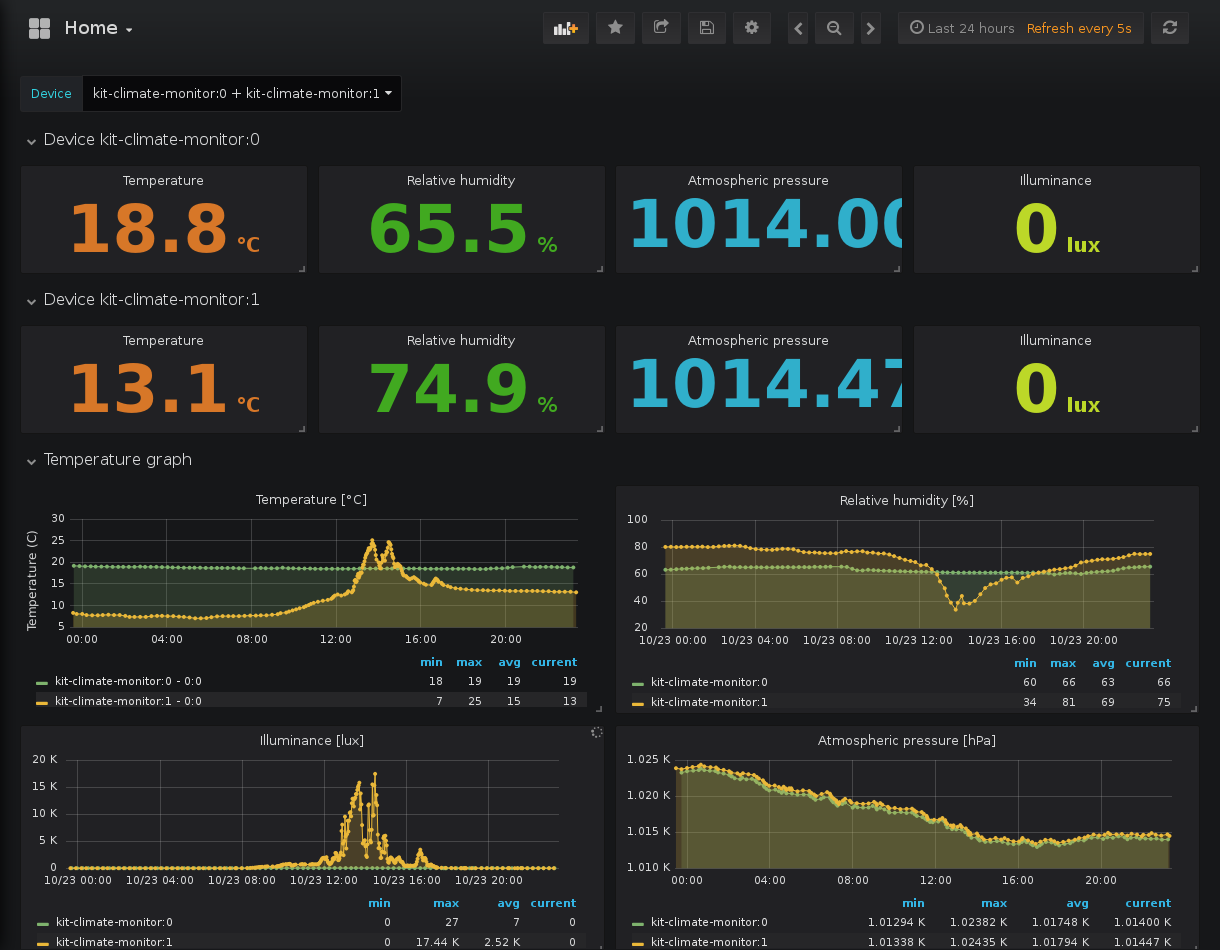 Home
Last 24 hours Refresh every 5s
Device kit-climate-monitor:0 + kit-climate-monitor:1
Device kit-climate-monitor:0
Temperature Relative humidity Atmospheric pressure Illuminance
18.8 °C 65.5 % 1014.00 0 lux
Device kit-climate-monitor:1
Temperature Relative humidity Atmospheric pressure Illuminance
13.1 °C 74.9 % 1014.47 0 lux
Temperature graph
Temperature [°C]
Temperature (C)
30
25
20
15
10
5
00:00 04:00 08:00 12:00 16:00 20:00
min max avg current
kit-climate-monitor:0 - 0:0 18 19 19 19
kit-climate-monitor:1 - 0:0 7 25 15 13
Relative humidity [%]
100
80
60
40
20
10/23 00:00 10/23 04:00 10/23 08:00 10/23 12:00 10/23 16:00 10/23 20:00
min max avg current
kit-climate-monitor:0 60 66 63 66
kit-climate-monitor:1 34 81 69 75
Illuminance [lux]
20 K
15 K
10 K
5 K
0
10/23 00:00 10/23 04:00 10/23 08:00 10/23 12:00 10/23 16:00 10/23 20:00
min max avg current
kit-climate-monitor:0 0 27 7 0
kit-climate-monitor:1 0 17.44 K 2.52 K 0
Atmospheric pressure [hPa]
1.025 K
1.020 K
1.015 K
1.010 K
00:00 04:00 08:00 12:00 16:00 20:00
min max avg current
kit-climate-monitor:0 1.01294 K 1.02382 K 1.01748 K 1.01400 K
kit-climate-monitor:1 1.01338 K 1.02435 K 1.01794 K 1.01447 K